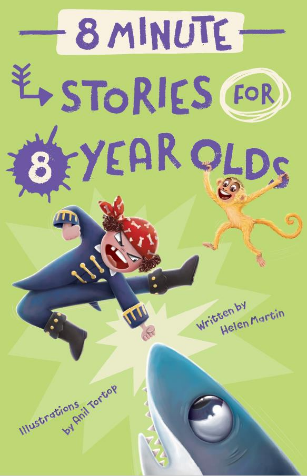 8 MINUTE
STORIES FOR
8 YEAR OLDS
Written by
Helen Martin
Illustrations
by Anil Tortop